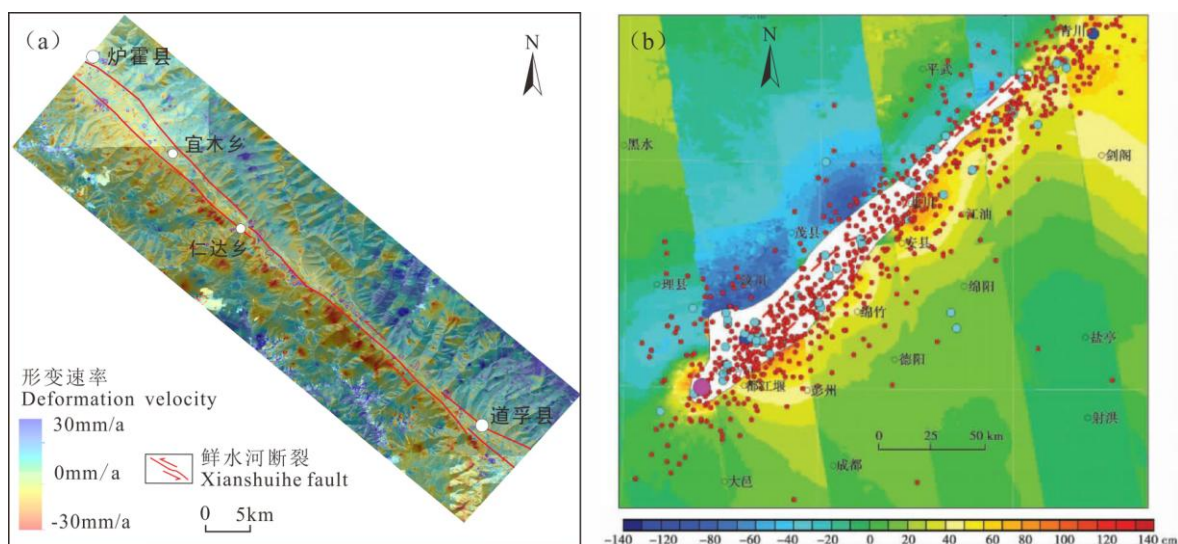 (a)
炉霍县
N
宜木乡
仁达乡
道孚县
形变速率
Deformation velocity
30mm/a
0mm/a
-30mm/a
鲜水河断裂
Xianshuihe fault
0 5km
(b)
N
青川
平武
黑水
剑阁
江油
茂县
安县
理县
绵阳
绵竹
盐亭
德阳
都江堰
彭州
射洪
0 25 50 km
成都
大邑
-140 -120 -100 -80 -60 -40 -20 0 20 40 60 80 100 120 140 cm